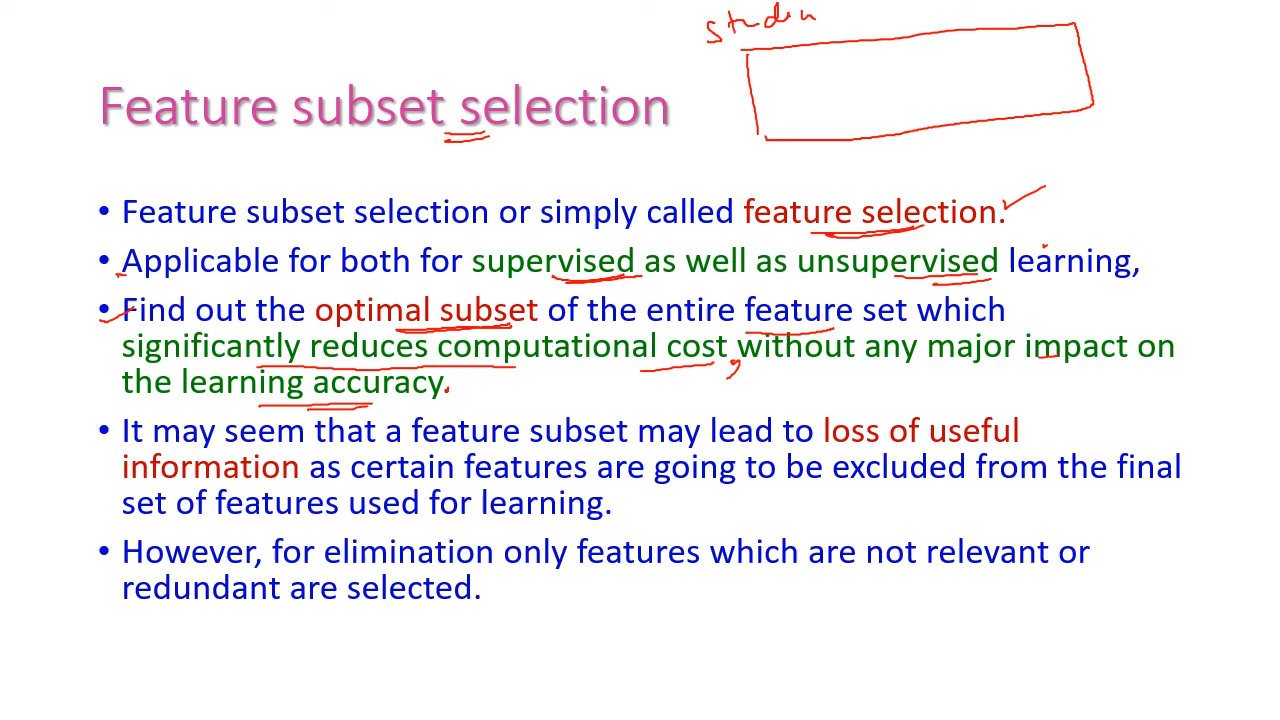 Studen
Feature subset selection
• Feature subset selection or simply called feature selection.
• Applicable for both for supervised as well as unsupervised learning,
• Find out the optimal subset of the entire feature set which
significantly reduces computational cost , without any major impact on
the learning accuracy.
• It may seem that a feature subset may lead to loss of useful
information as certain features are going to be excluded from the final
set of features used for learning.
• However, for elimination only features which are not relevant or
redundant are selected.